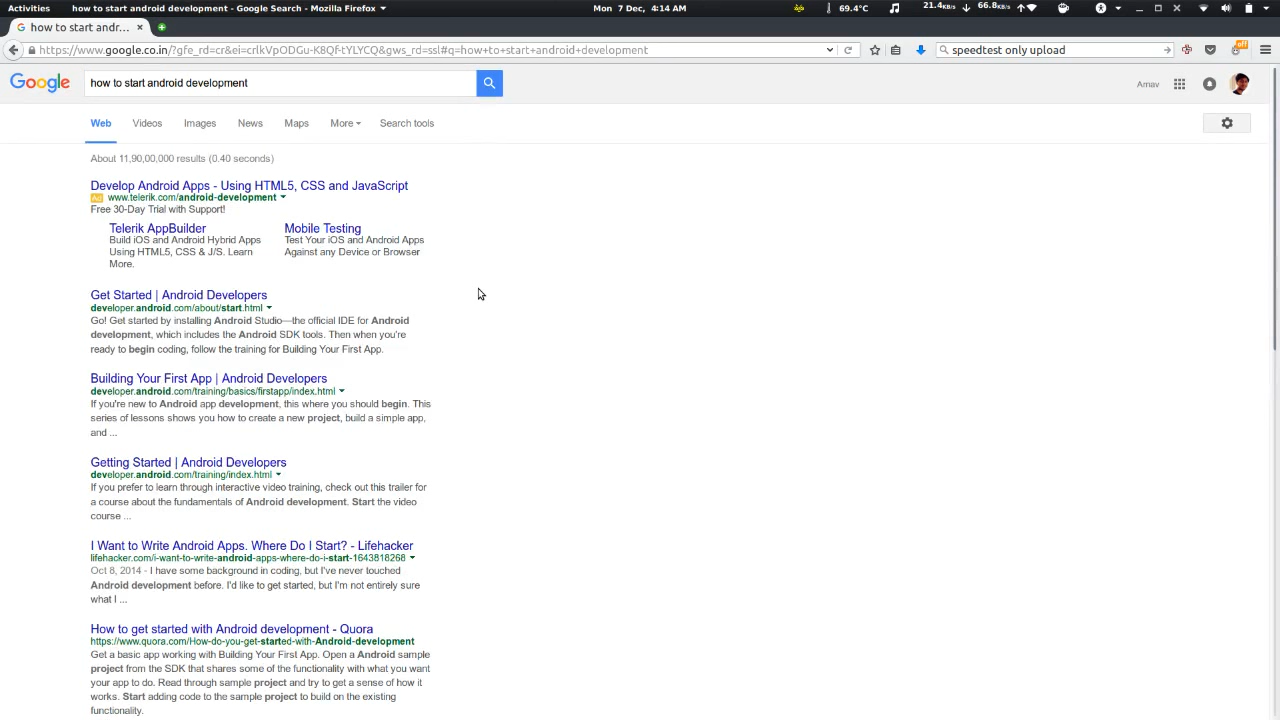 Activities how to start android development - Google Search - Mozilla Firefox Mon 7 Dec, 4:14 AM 69.4°C 21.4KB/s 66.8KB/s
how to start andr...
https://www.google.co.in/?gfe_rd=cr&ei=crlkVpODGu-K8Qf-tYLYCQ&gws_rd=ssl#q=how+to+start+android+development speedtest only upload off
Google how to start android development Arnav
Web Videos Images News Maps More Search tools
About 11,90,00,000 results (0.40 seconds)
Develop Android Apps - Using HTML5, CSS and JavaScript
Ad www.telerik.com/android-development
Free 30-Day Trial with Support!
Telerik AppBuilder Mobile Testing
Build iOS and Android Hybrid Apps Test Your iOS and Android Apps
Using HTML5, CSS & J/S. Learn Against any Device or Browser
More.
Get Started | Android Developers
developer.android.com/about/start.html
Go! Get started by installing Android Studio—the official IDE for Android
development, which includes the Android SDK tools. Then when you're
ready to begin coding, follow the training for Building Your First App.
Building Your First App | Android Developers
developer.android.com/training/basics/firstapp/index.html
If you're new to Android app development, this where you should begin. This
series of lessons shows you how to create a new project, build a simple app,
and ...
Getting Started | Android Developers
developer.android.com/training/index.html
If you prefer to learn through interactive video training, check out this trailer
for a course about the fundamentals of Android development. Start the video
course ...
I Want to Write Android Apps. Where Do I Start? - Lifehacker
lifehacker.com/i-want-to-write-android-apps-where-do-i-start-1643818268
Oct 8, 2014 - I have some background in coding, but I've never touched
Android development before. I'd like to get started, but I'm not entirely sure
what I ...
How to get started with Android development - Quora
https://www.quora.com/How-do-you-get-started-with-Android-development
Get a basic app working with Building Your First App. Open a Android sample
project from the SDK that shares some of the functionality with what you want
your app to do. Read through sample project and try to get a sense of how it
works. Start adding code to the sample project to build on the existing
functionality.